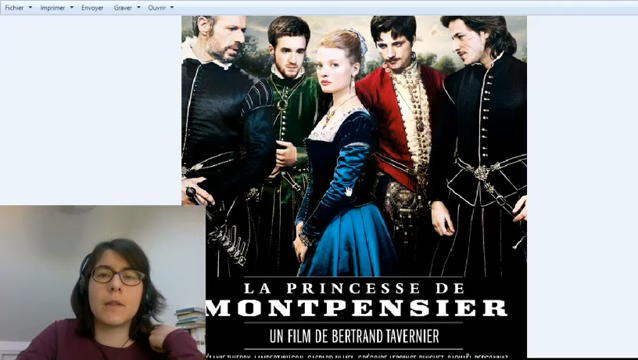 Fichier Imprimer Envoyer Graver Ouvrir
LA PRINCESSE DE
MONTPENSIER
UN FILM DE BERTRAND TAVERNIER